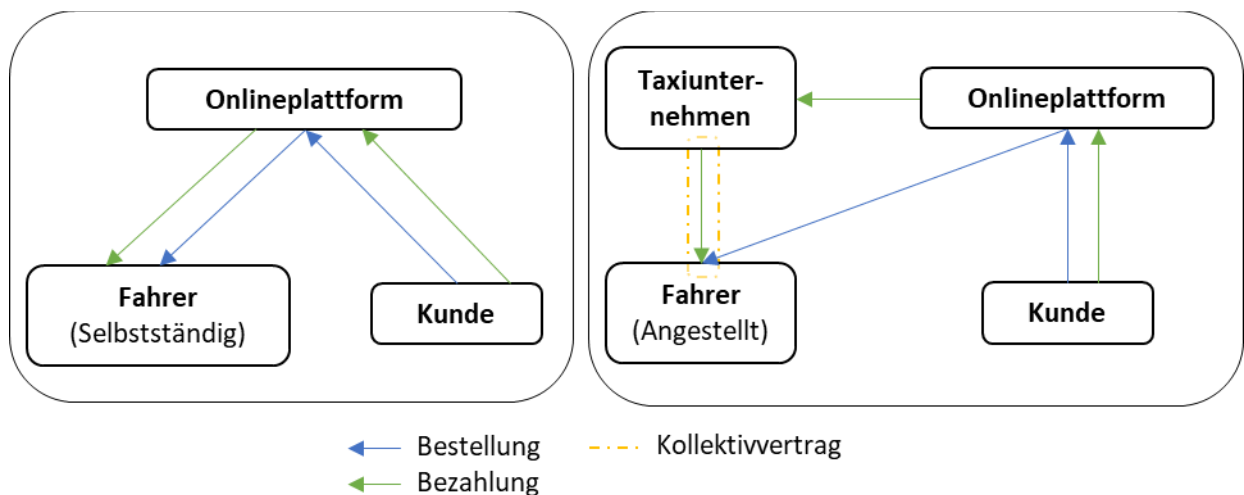 Onlineplattform
Fahrer
(Selbstständig)
Kunde
Taxiunter-
nehmen
Onlineplattform
Fahrer
(Angestellt)
Kunde
Bestellung
Kollektivvertrag
Bezahlung